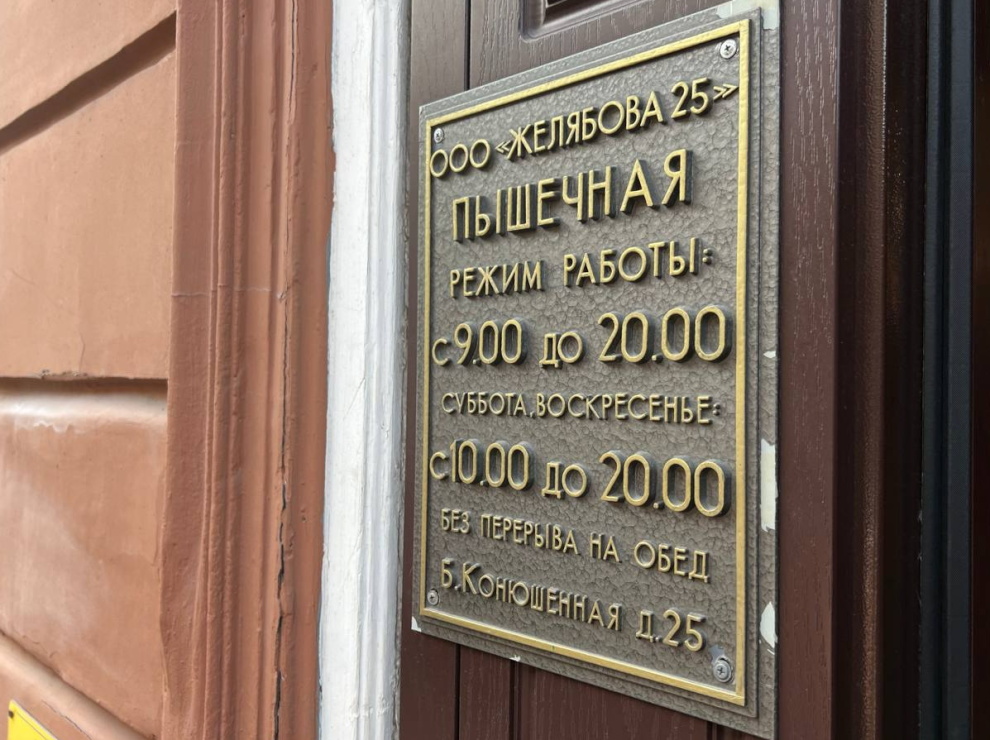 ООО «ЖЕЛЯБОВА 25»
ПЫШЕЧНАЯ
РЕЖИМ РАБОТЫ:
с 9.00 до 20.00
СУББОТА, ВОСКРЕСЕНЬЕ:
с 10.00 до 20.00
БЕЗ ПЕРЕРЫВА НА ОБЕД
Б. КОНЮШЕННАЯ Д. 25